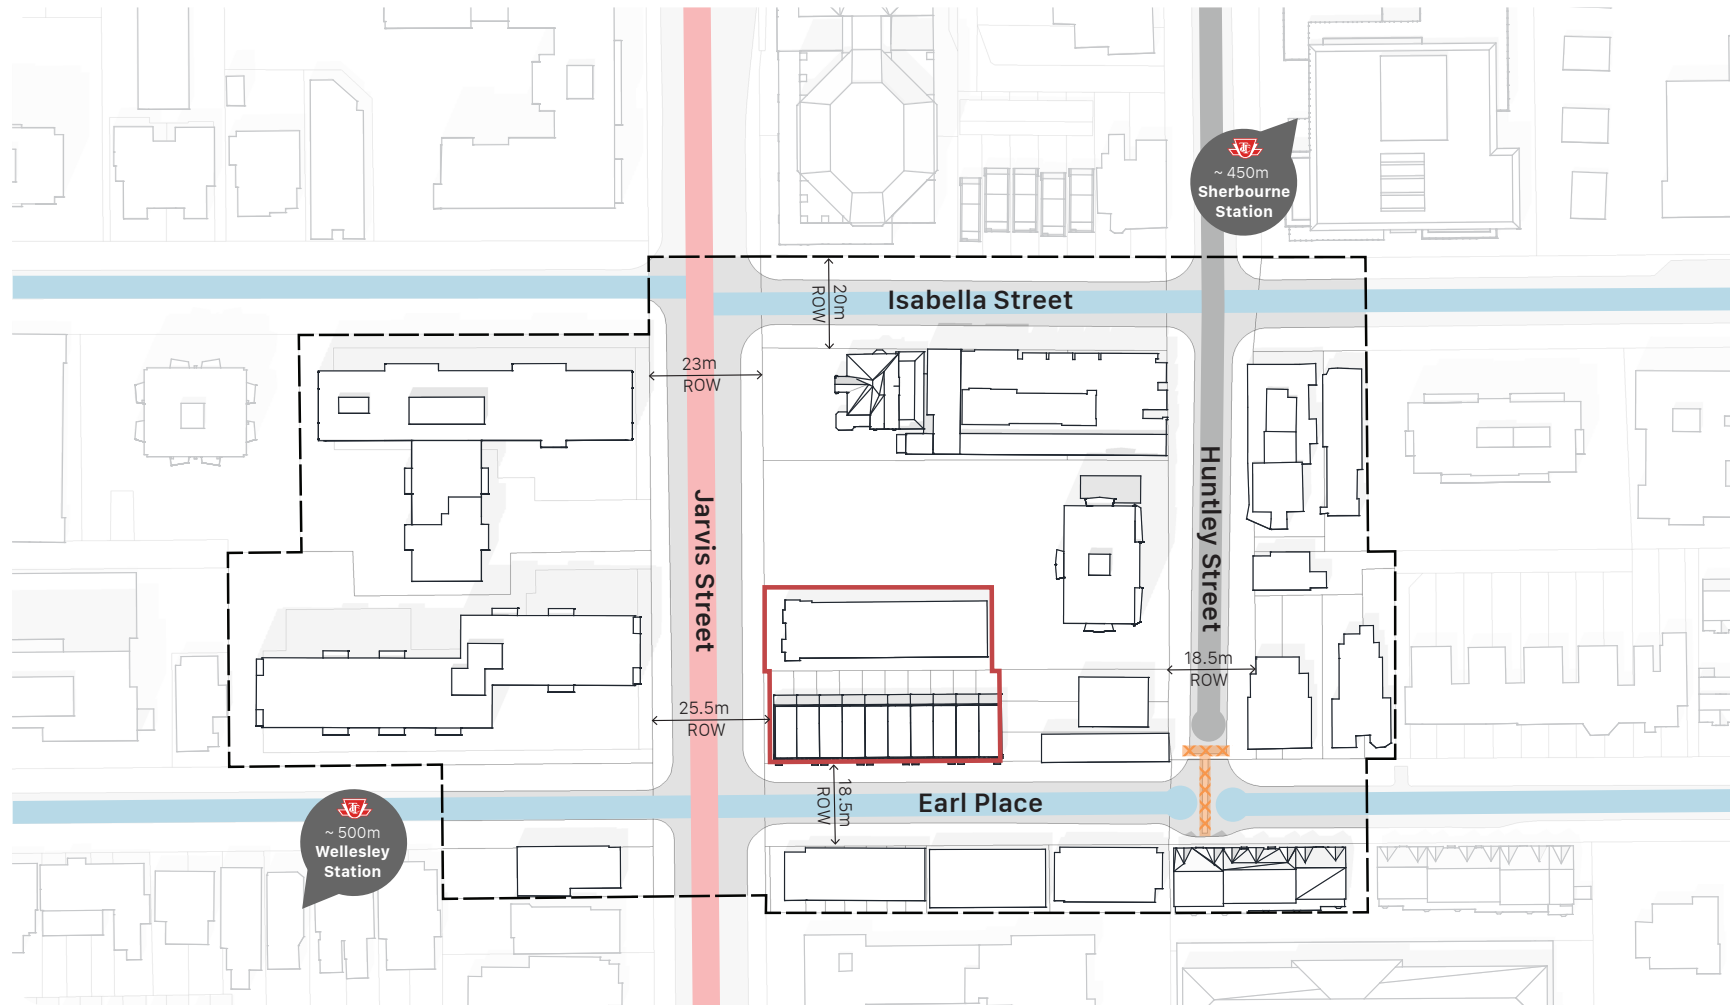 ~ 450m
Sherbourne
Station
20m
ROW
Isabella Street
23m
ROW
Jarvis Street
Huntley Street
18.5m
ROW
25.5m
ROW
18.5m
ROW
Earl Place
~ 500m
Wellesley
Station